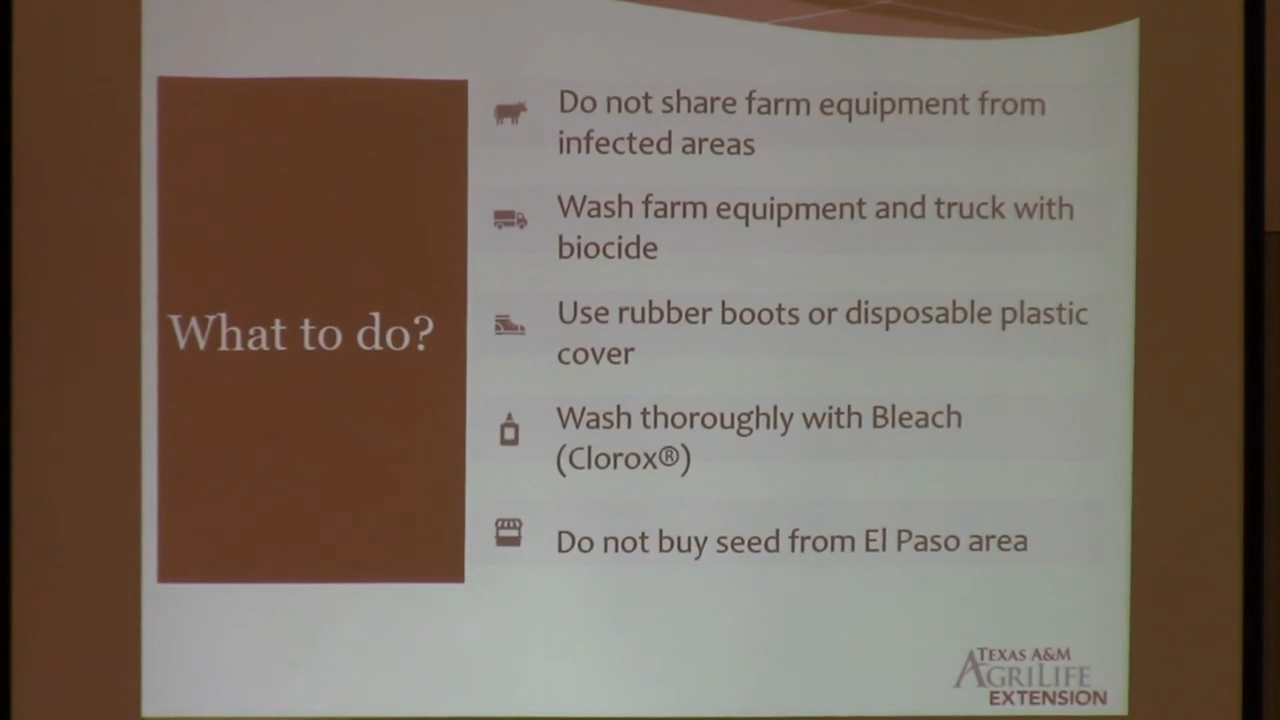 What to do?
Do not share farm equipment from
infected areas
Wash farm equipment and truck with
biocide
Use rubber boots or disposable plastic
cover
Wash thoroughly with Bleach
(Clorox®)
Do not buy seed from El Paso area
TEXAS A&M
AGRILIFE
EXTENSION